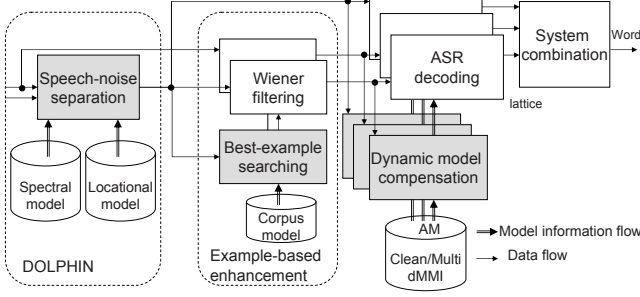 Speech-noise
separation
Spectral
model
Locational
model
DOLPHIN
Wiener
filtering
Best-example
searching
Corpus
model
Example-based
enhancement
ASR
decoding
lattice
Dynamic model
compensation
AM
Clean/Multi
dMMI
System
combination
Word
Model information flow
Data flow